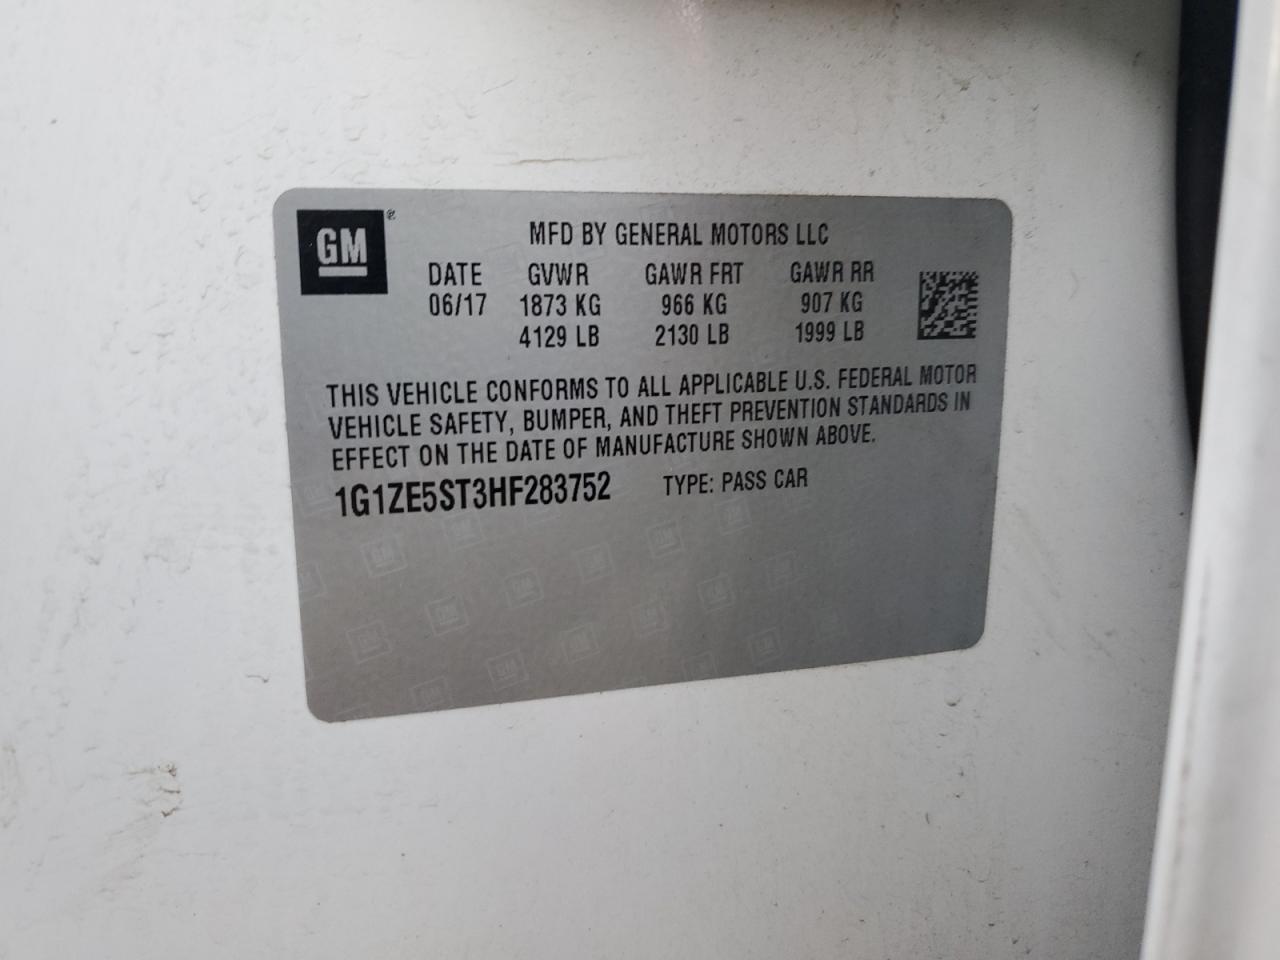 GM®
MFD BY GENERAL MOTORS LLC
DATE GVWR GAWR FRT GAWR RR
06/17 1873 KG 966 KG 907 KG
4129 LB 2130 LB 1999 LB
THIS VEHICLE CONFORMS TO ALL APPLICABLE U.S. FEDERAL MOTOR
VEHICLE SAFETY, BUMPER, AND THEFT PREVENTION STANDARDS IN
EFFECT ON THE DATE OF MANUFACTURE SHOWN ABOVE.
1G1ZE5ST3HF283752 TYPE: PASS CAR